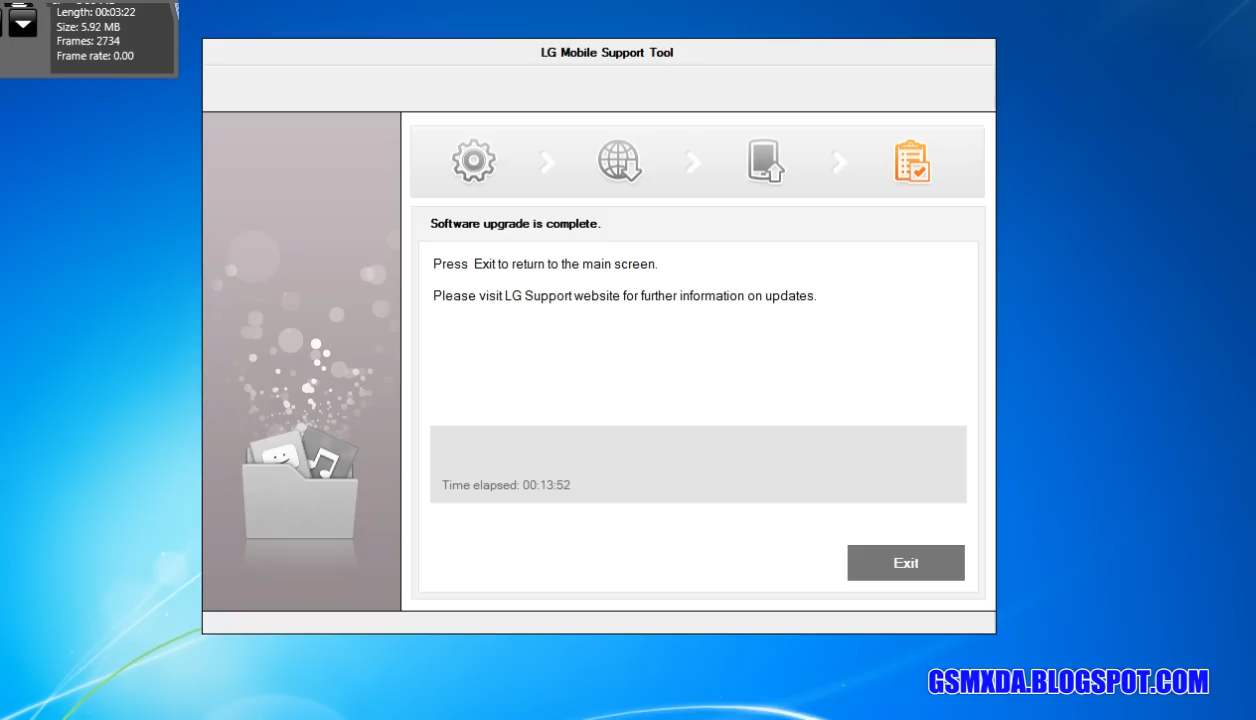 Length: 00:03:22
Size: 5.92 MB
Frames: 2734
Frame rate: 0.00
LG Mobile Support Tool
Software upgrade is complete.
Press Exit to return to the main screen.
Please visit LG Support website for further information on updates.
Time elapsed: 00:13:52
Exit
GSMXDA.BLOGSPOT.COM